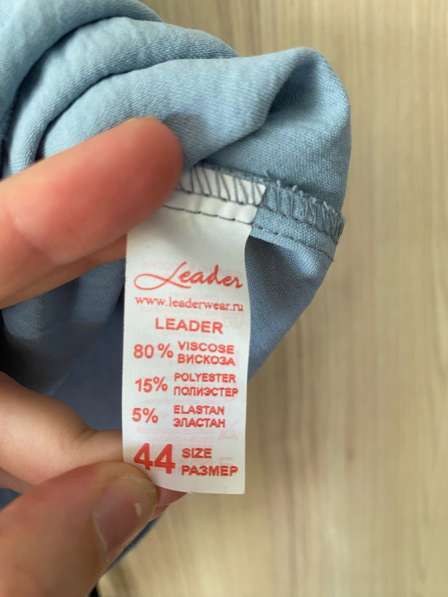 Leader
www.leaderwear.ru
LEADER
80% VISCOSE
ВИСКОЗА
15% POLYESTER
ПОЛИЭСТЕР
5% ELASTAN
ЭЛАСТАН
44 SIZE
РАЗМЕР